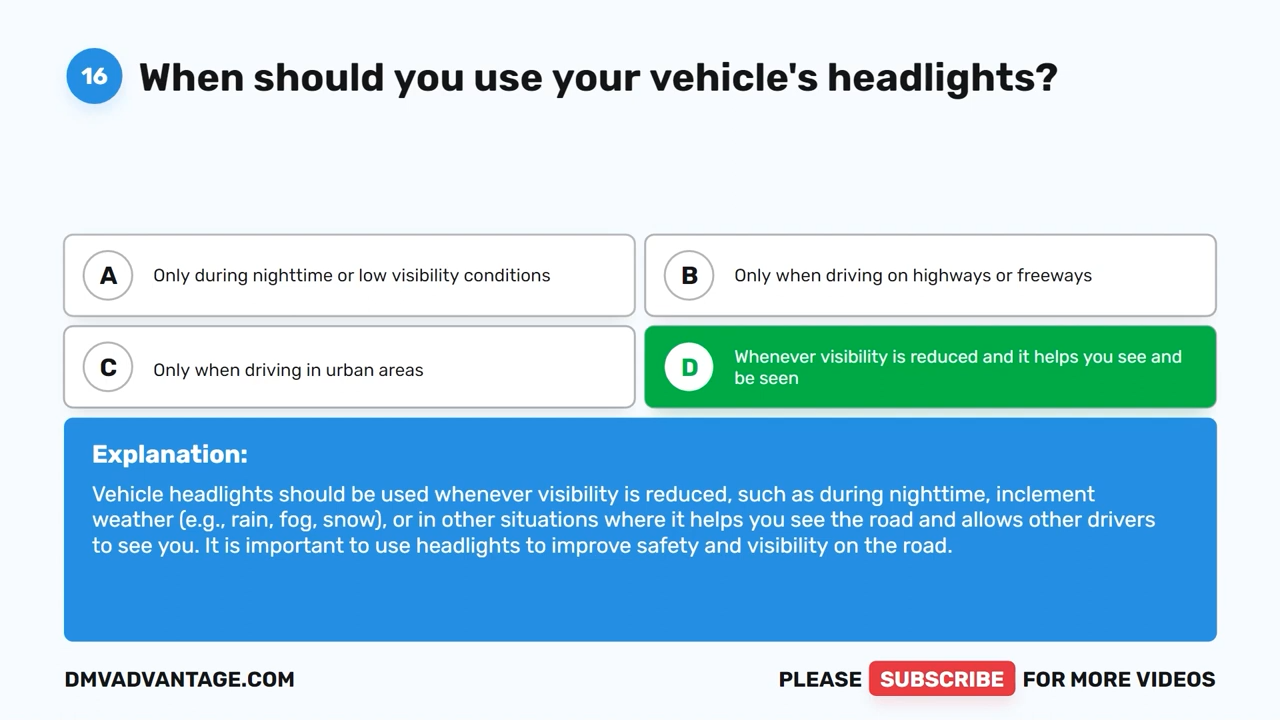 16 When should you use your vehicle's headlights?
A Only during nighttime or low visibility conditions
B Only when driving on highways or freeways
C Only when driving in urban areas
D Whenever visibility is reduced and it helps you see and
be seen
Explanation:
Vehicle headlights should be used whenever visibility is reduced, such as during nighttime, inclement
weather (e.g., rain, fog, snow), or in other situations where it helps you see the road and allows other drivers
to see you. It is important to use headlights to improve safety and visibility on the road.
DMVADVANTAGE.COM
PLEASE SUBSCRIBE FOR MORE VIDEOS